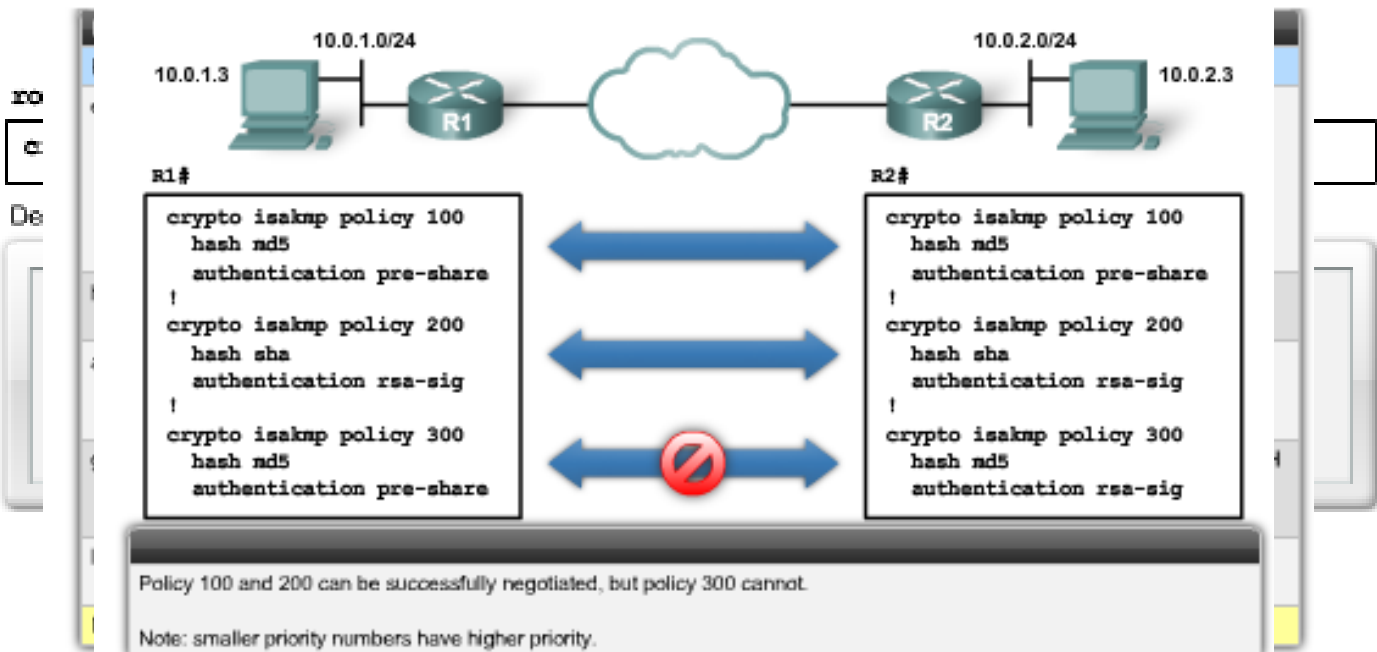 10.0.1.0/24
10.0.2.0/24
10.0.1.3
10.0.2.3
R1
R2
R1#
R2#
crypto isakmp policy 100
hash md5
authentication pre-share
!
crypto isakmp policy 200
hash sha
authentication rsa-sig
!
crypto isakmp policy 300
hash md5
authentication pre-share
crypto isakmp policy 100
hash md5
authentication pre-share
!
crypto isakmp policy 200
hash sha
authentication rsa-sig
!
crypto isakmp policy 300
hash md5
authentication rsa-sig
ro
De
Policy 100 and 200 can be successfully negotiated, but policy 300 cannot.
Note: smaller priority numbers have higher priority.